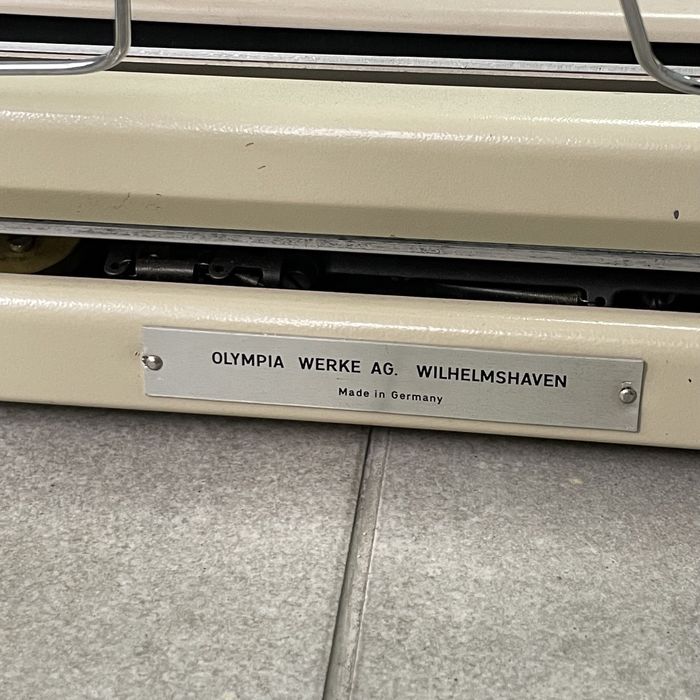 OLYMPIA WERKE AG. WILHELMSHAVEN
Made in Germany